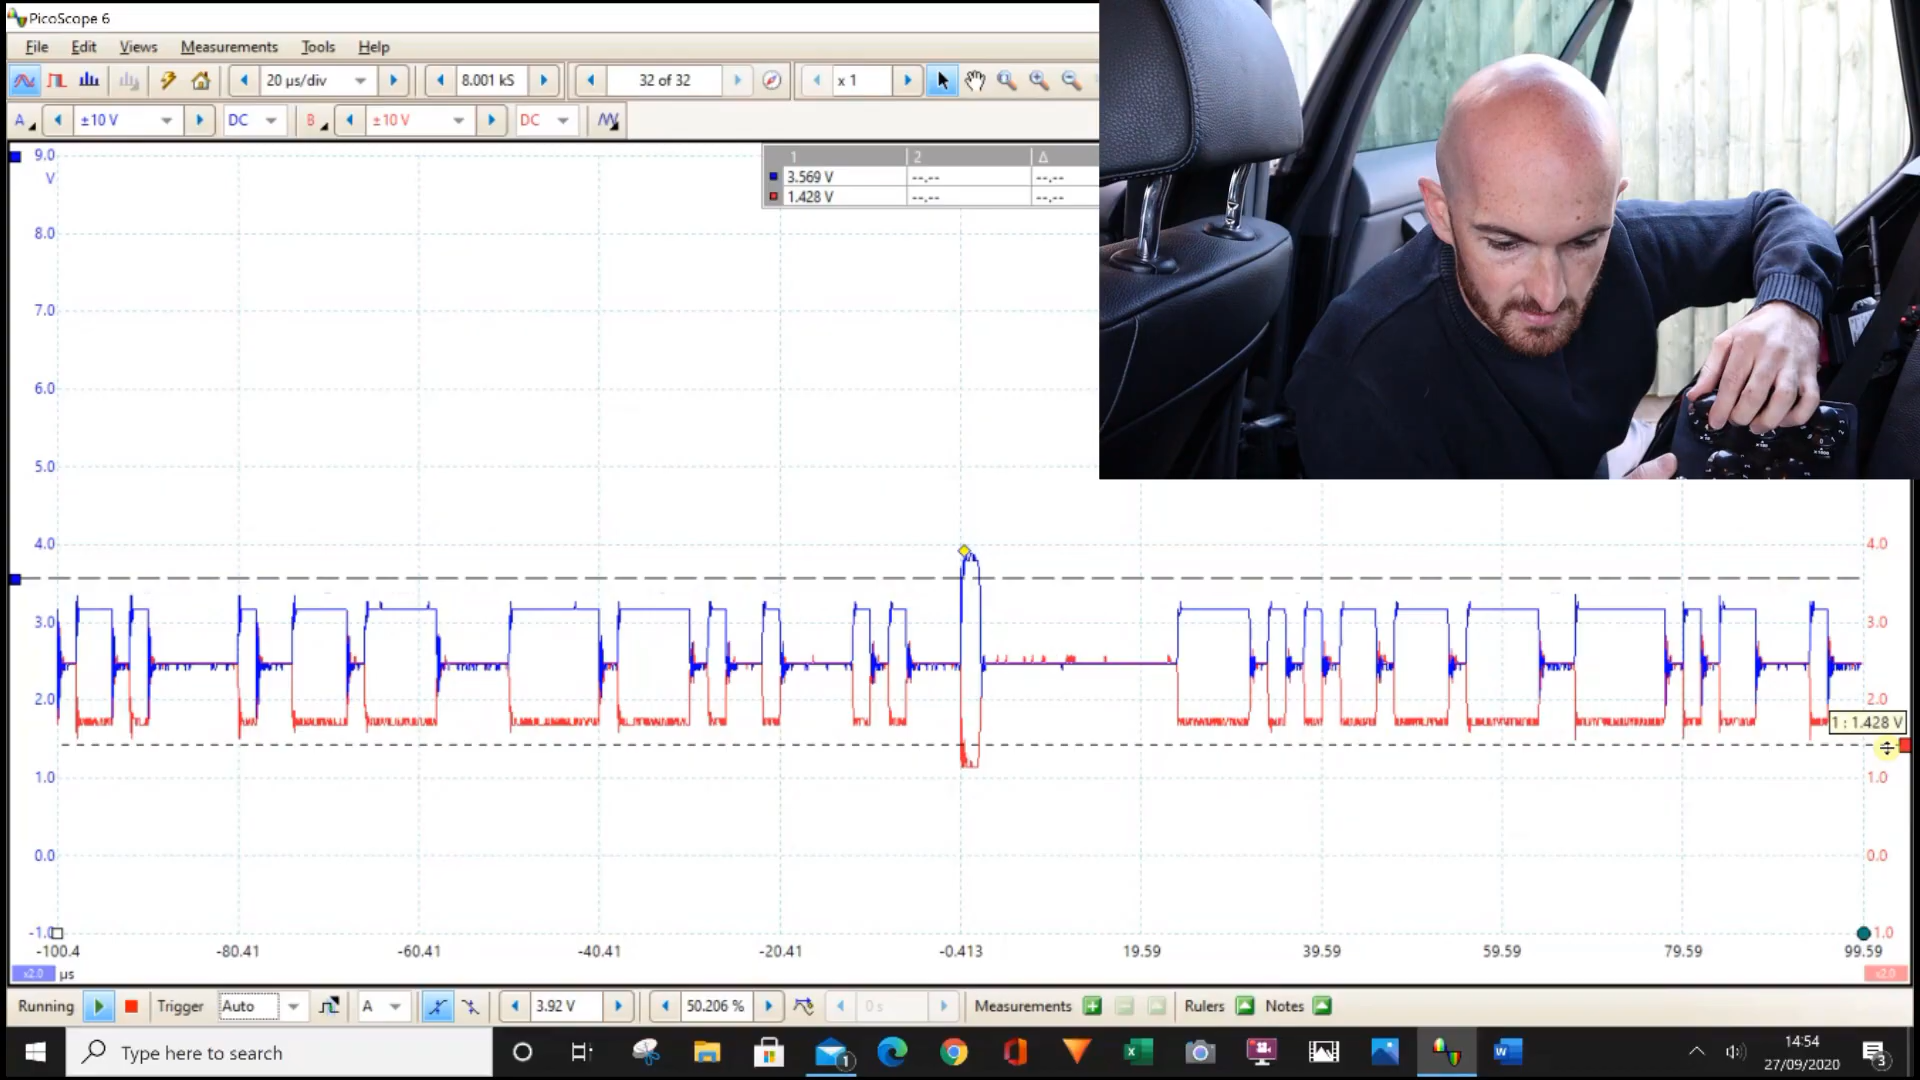 PicoScope 6
File Edit Views Measurements Tools Help
20 µs/div 8.001 kS 32 of 32 x 1
A ±10 V DC B ±10 V DC
1 2 Δ
3.569 V --.-- --.--
1.428 V --.-- --.--
9.0
V
8.0
7.0
6.0
5.0
4.0 4.0
3.0 3.0
2.0 2.0
1 : 1.428 V
1.0 1.0
0.0 0.0
-1.0 1.0
-100.4 -80.41 -60.41 -40.41 -20.41 -0.413 19.59 39.59 59.59 79.59 99.59
x2.0 µs x2.0
Running Trigger Auto A 3.92 V 50.206 % 0 s Measurements Rulers Notes
Type here to search
1
14:54
27/09/2020
3